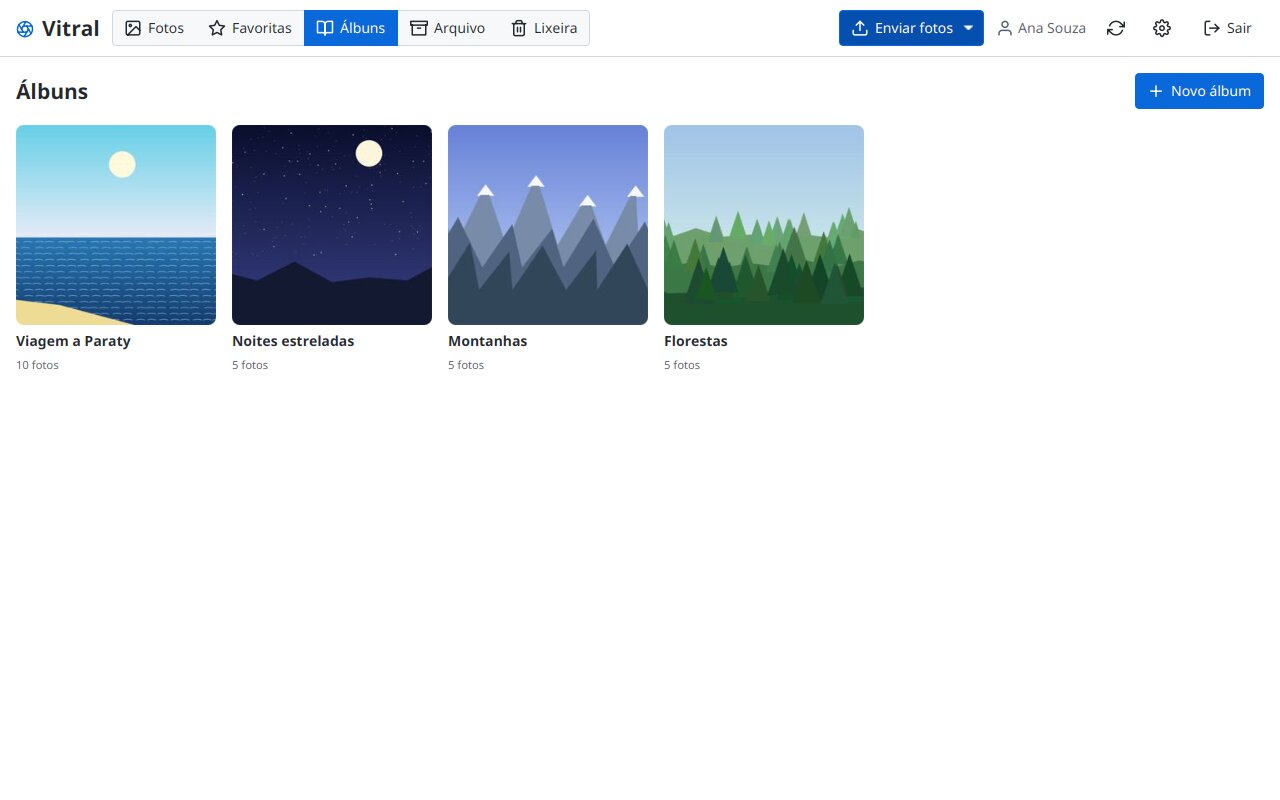 Vitral
Fotos
Favoritas
Álbuns
Arquivo
Lixeira
Enviar fotos
Ana Souza
Sair
Álbuns
Novo álbum
Viagem a Paraty
10 fotos
Noites estreladas
5 fotos
Montanhas
5 fotos
Florestas
5 fotos